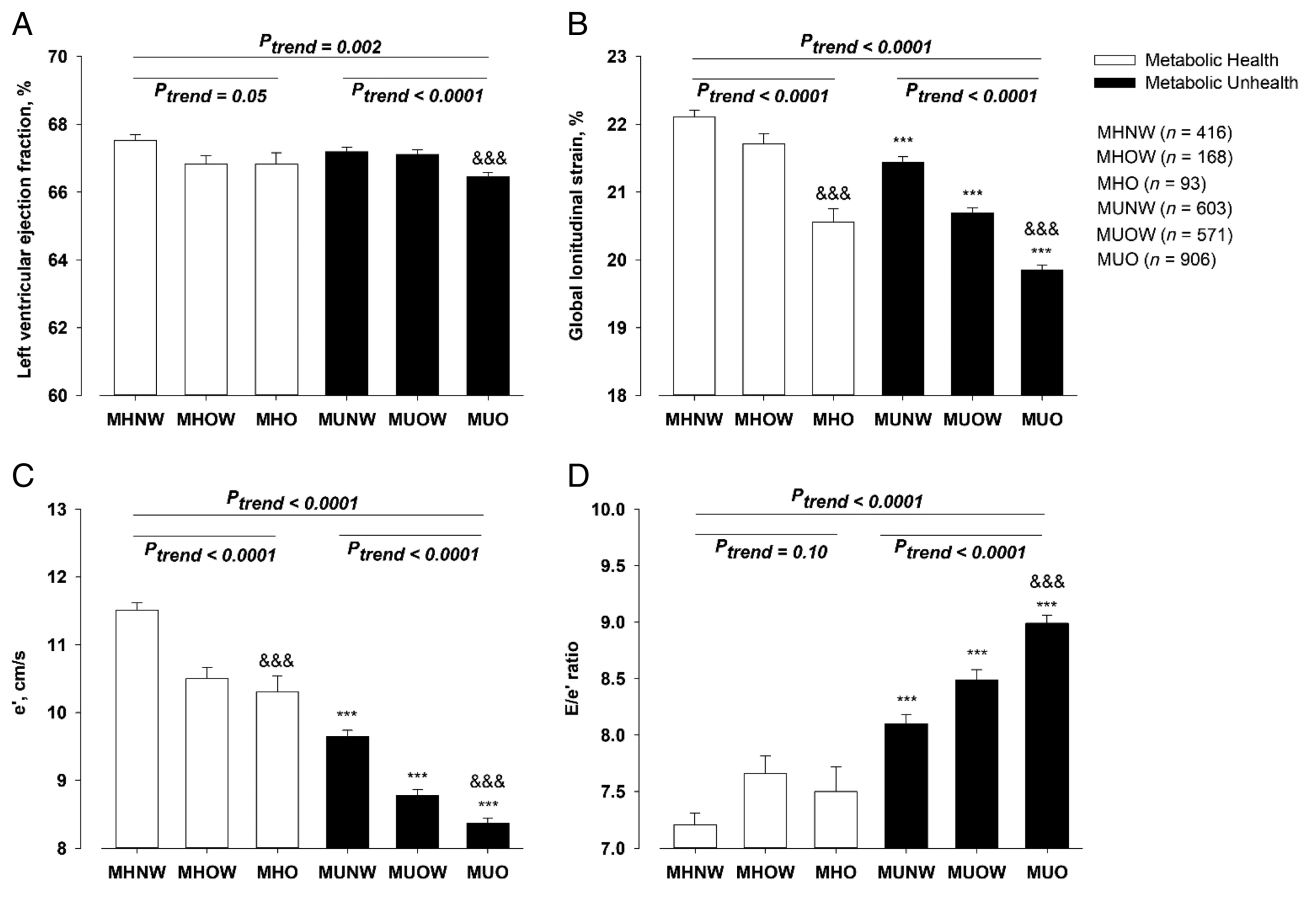 A
P trend = 0.002
P trend = 0.05
P trend < 0.0001
Left ventricular ejection fraction, %
70
68
66
64
62
60
&&&
MHNW MHOW MHO MUNW MUOW MUO
B
P trend < 0.0001
P trend < 0.0001
P trend < 0.0001
Global lonitudinal strain, %
23
22
21
20
19
18
&&&
***
***
&&&
***
MHNW MHOW MHO MUNW MUOW MUO
Metabolic Health
Metabolic Unhealth
MHNW (n = 416)
MHOW (n = 168)
MHO (n = 93)
MUNW (n = 603)
MUOW (n = 571)
MUO (n = 906)
C
P trend < 0.0001
P trend < 0.0001
P trend < 0.0001
e', cm/s
13
12
11
10
9
8
&&&
***
***
&&&
***
MHNW MHOW MHO MUNW MUOW MUO
D
P trend < 0.0001
P trend = 0.10
P trend < 0.0001
E/e' ratio
10.0
9.5
9.0
8.5
8.0
7.5
7.0
***
***
&&&
***
MHNW MHOW MHO MUNW MUOW MUO